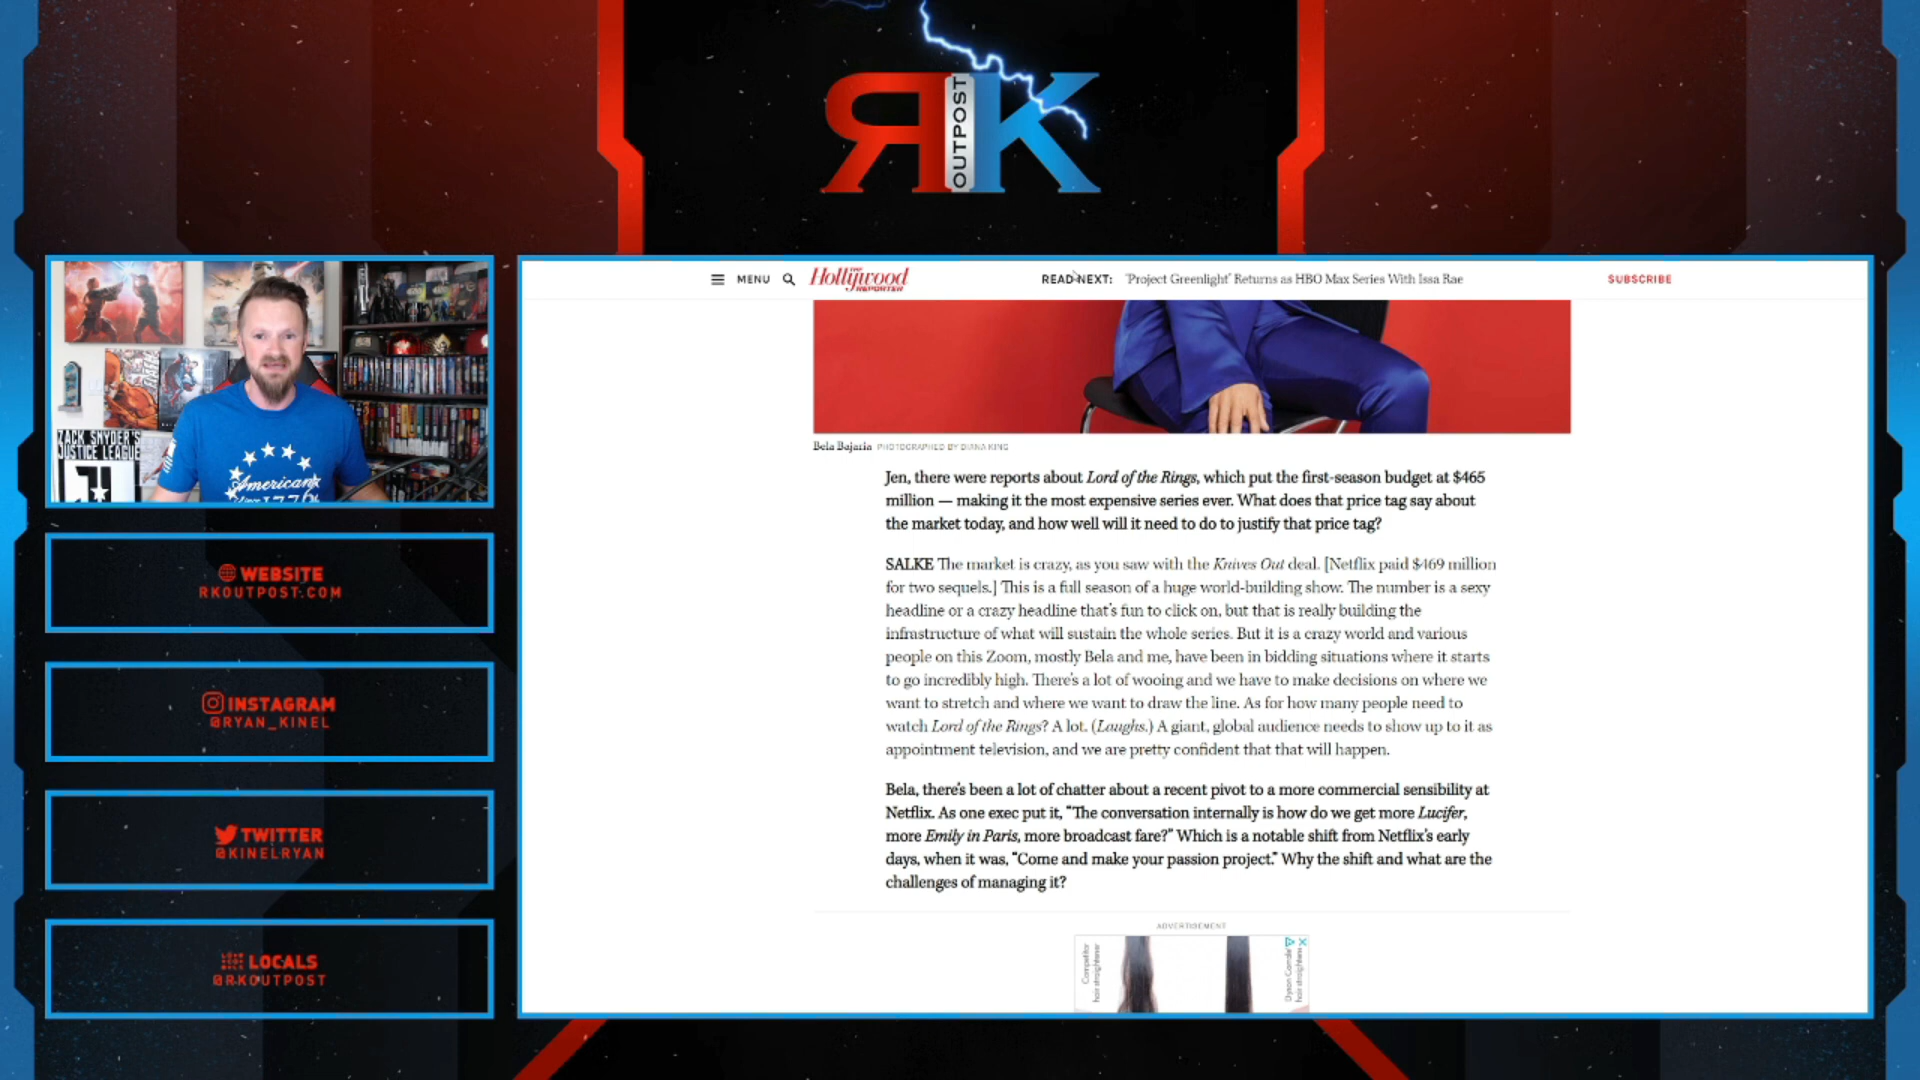 RK
OUTPOST
MENU
The Hollywood REPORTER
READ NEXT: 'Project Greenlight' Returns as HBO Max Series With Issa Rae
SUBSCRIBE
ZACK SNYDER'S
JUSTICE LEAGUE
American
WEBSITE
RKOUTPOST.COM
INSTAGRAM
@RYAN_KINEL
TWITTER
@KINELRYAN
LOCALS
@RKOUTPOST
Bela Bajaria PHOTOGRAPHED BY DIANA KING
Jen, there were reports about Lord of the Rings, which put the first-season budget at $465
million — making it the most expensive series ever. What does that price tag say about
the market today, and how well will it need to do to justify that price tag?
SALKE The market is crazy, as you saw with the Knives Out deal. [Netflix paid $469 million
for two sequels.] This is a full season of a huge world-building show. The number is a sexy
headline or a crazy headline that's fun to click on, but that is really building the
infrastructure of what will sustain the whole series. But it is a crazy world and various
people on this Zoom, mostly Bela and me, have been in bidding situations where it starts
to go incredibly high. There's a lot of wooing and we have to make decisions on where we
want to stretch and where we want to draw the line. As for how many people need to
watch Lord of the Rings? A lot. (Laughs.) A giant, global audience needs to show up to it as
appointment television, and we are pretty confident that that will happen.
Bela, there's been a lot of chatter about a recent pivot to a more commercial sensibility at
Netflix. As one exec put it, "The conversation internally is how do we get more Lucifer,
more Emily in Paris, more broadcast fare?" Which is a notable shift from Netflix's early
days, when it was, "Come and make your passion project." Why the shift and what are the
challenges of managing it?
ADVERTISEMENT
Competitor
hair straightener